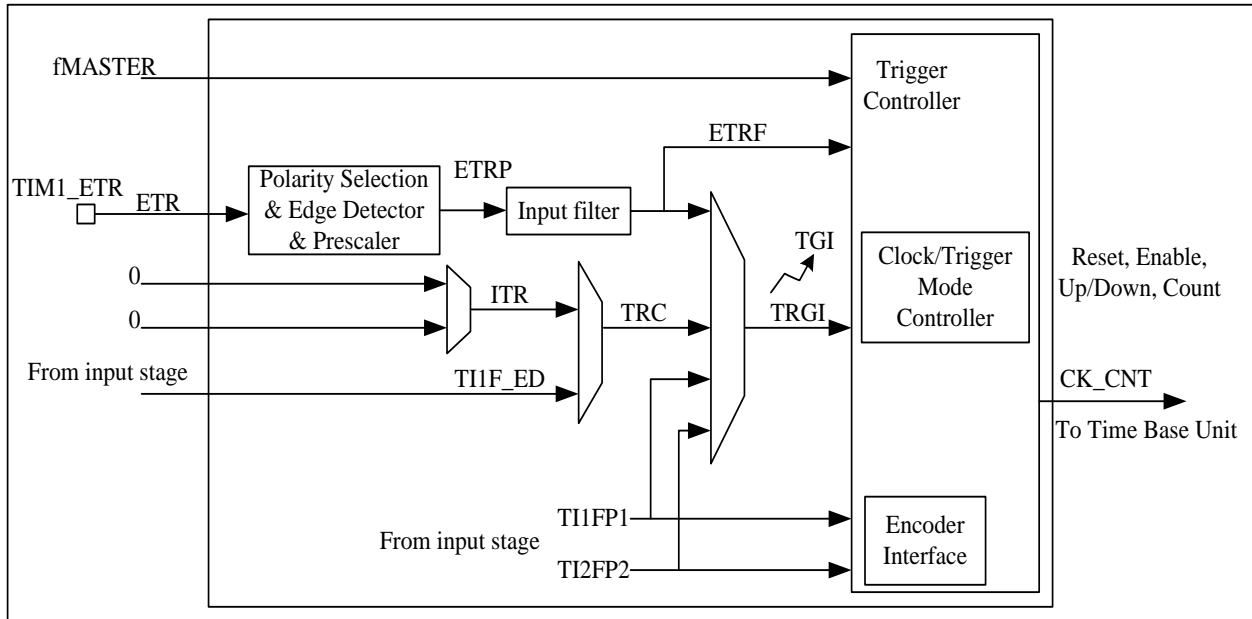 fMASTER
Trigger
Controller
ETRF
TIM1_ETR
ETR
Polarity Selection
& Edge Detector
& Prescaler
ETRP
Input filter
TGI
Clock/Trigger
Mode
Controller
Reset, Enable,
Up/Down, Count
0
ITR
0
TRC
TRGI
From input stage
TI1F_ED
CK_CNT
To Time Base Unit
TI1FP1
From input stage
TI2FP2
Encoder
Interface